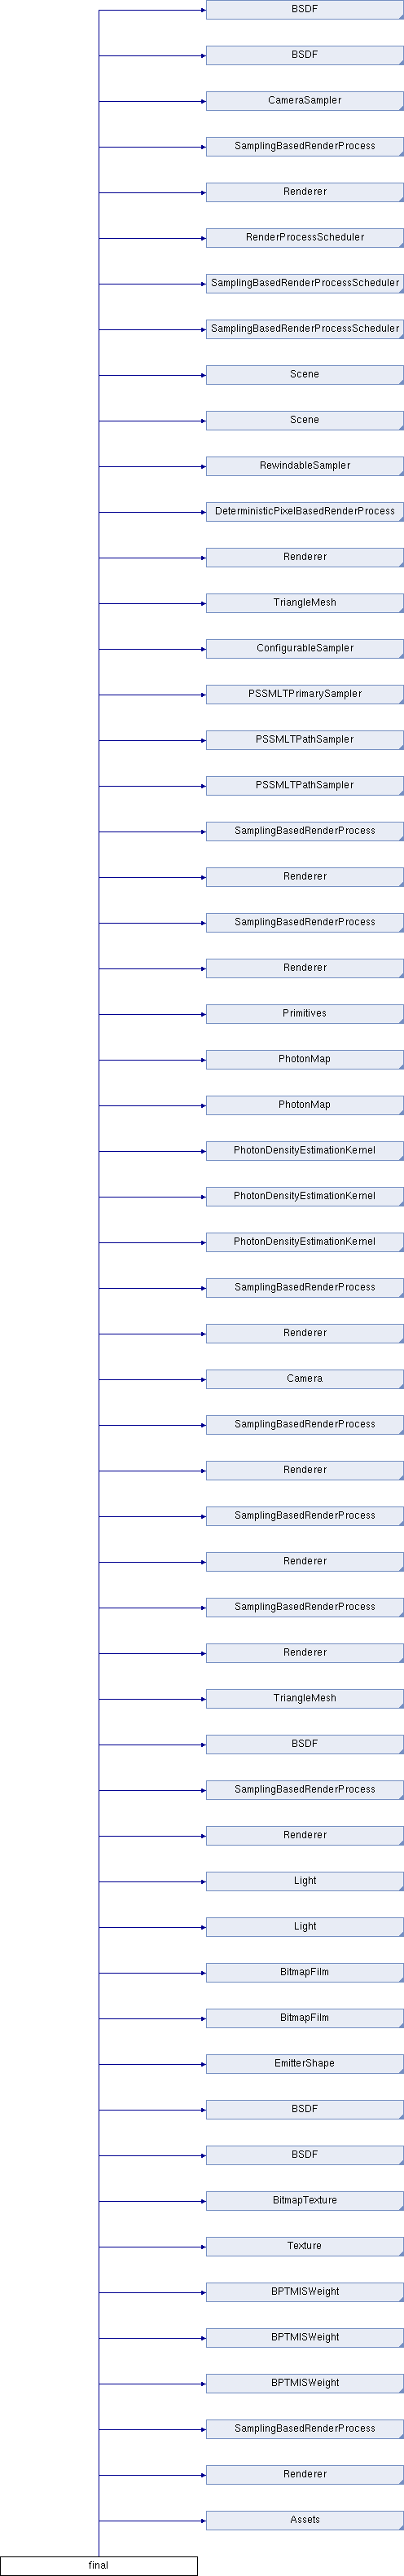 BSDF
BSDF
CameraSampler
SamplingBasedRenderProcess
Renderer
RenderProcessScheduler
SamplingBasedRenderProcessScheduler
SamplingBasedRenderProcessScheduler
Scene
Scene
RewindableSampler
DeterministicPixelBasedRenderProcess
Renderer
TriangleMesh
ConfigurableSampler
PSSMLTPrimarySampler
PSSMLTPathSampler
PSSMLTPathSampler
SamplingBasedRenderProcess
Renderer
SamplingBasedRenderProcess
Renderer
Primitives
PhotonMap
PhotonMap
PhotonDensityEstimationKernel
PhotonDensityEstimationKernel
PhotonDensityEstimationKernel
SamplingBasedRenderProcess
Renderer
Camera
SamplingBasedRenderProcess
Renderer
SamplingBasedRenderProcess
Renderer
SamplingBasedRenderProcess
Renderer
TriangleMesh
BSDF
SamplingBasedRenderProcess
Renderer
Light
Light
BitmapFilm
BitmapFilm
EmitterShape
BSDF
BSDF
BitmapTexture
Texture
BPTMISWeight
BPTMISWeight
BPTMISWeight
SamplingBasedRenderProcess
Renderer
Assets
final